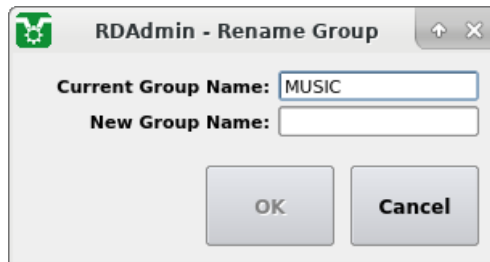 RDAdmin - Rename Group
Current Group Name: MUSIC
New Group Name:
OK Cancel